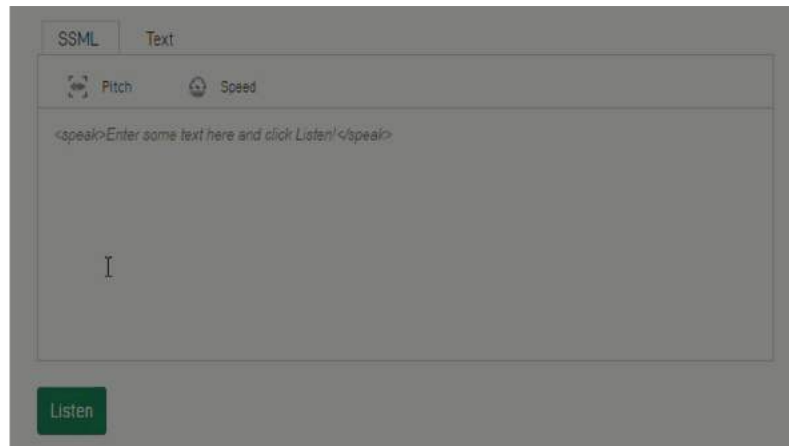 SSML Text
Pitch Speed
<speak>Enter some text here and click Listen!</speak>
Listen